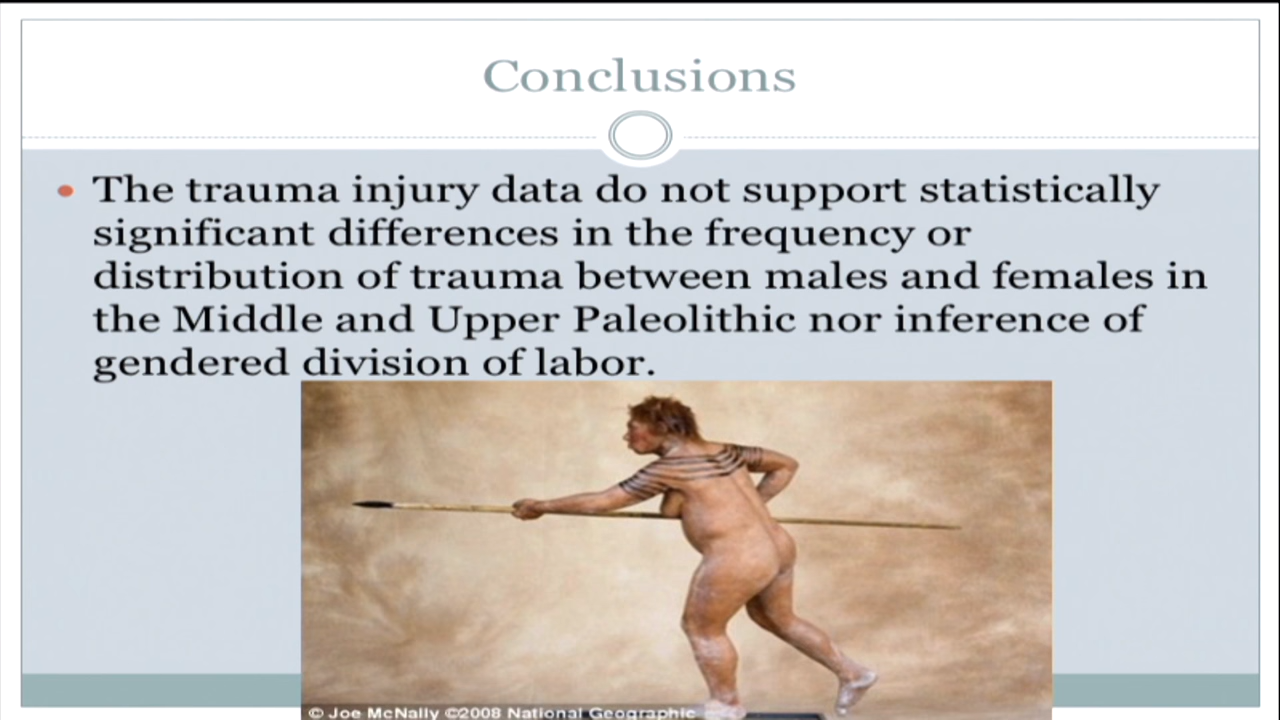 Conclusions
• The trauma injury data do not support statistically
significant differences in the frequency or
distribution of trauma between males and females in
the Middle and Upper Paleolithic nor inference of
gendered division of labor.
© Joe McNally ©2008 National Geographic